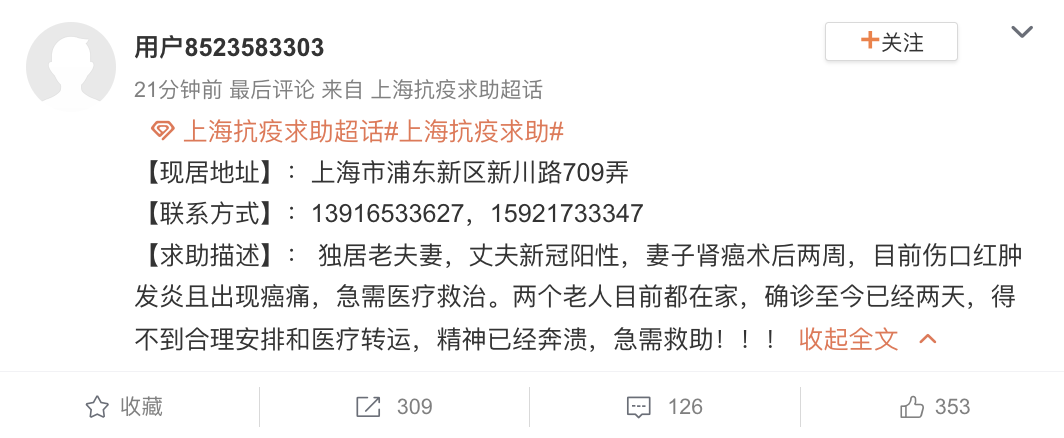 用户8523583303
+关注
21分钟前 最后评论 来自 上海抗疫求助超话
上海抗疫求助超话#上海抗疫求助#
【现居地址】：上海市浦东新区新川路709弄
【联系方式】：13916533627，15921733347
【求助描述】： 独居老夫妻，丈夫新冠阳性，妻子肾癌术后两周，目前伤口红肿
发炎且出现癌痛，急需医疗救治。两个老人目前都在家，确诊至今已经两天，得
不到合理安排和医疗转运，精神已经奔溃，急需救助！！！ 收起全文
收藏 309 126 353